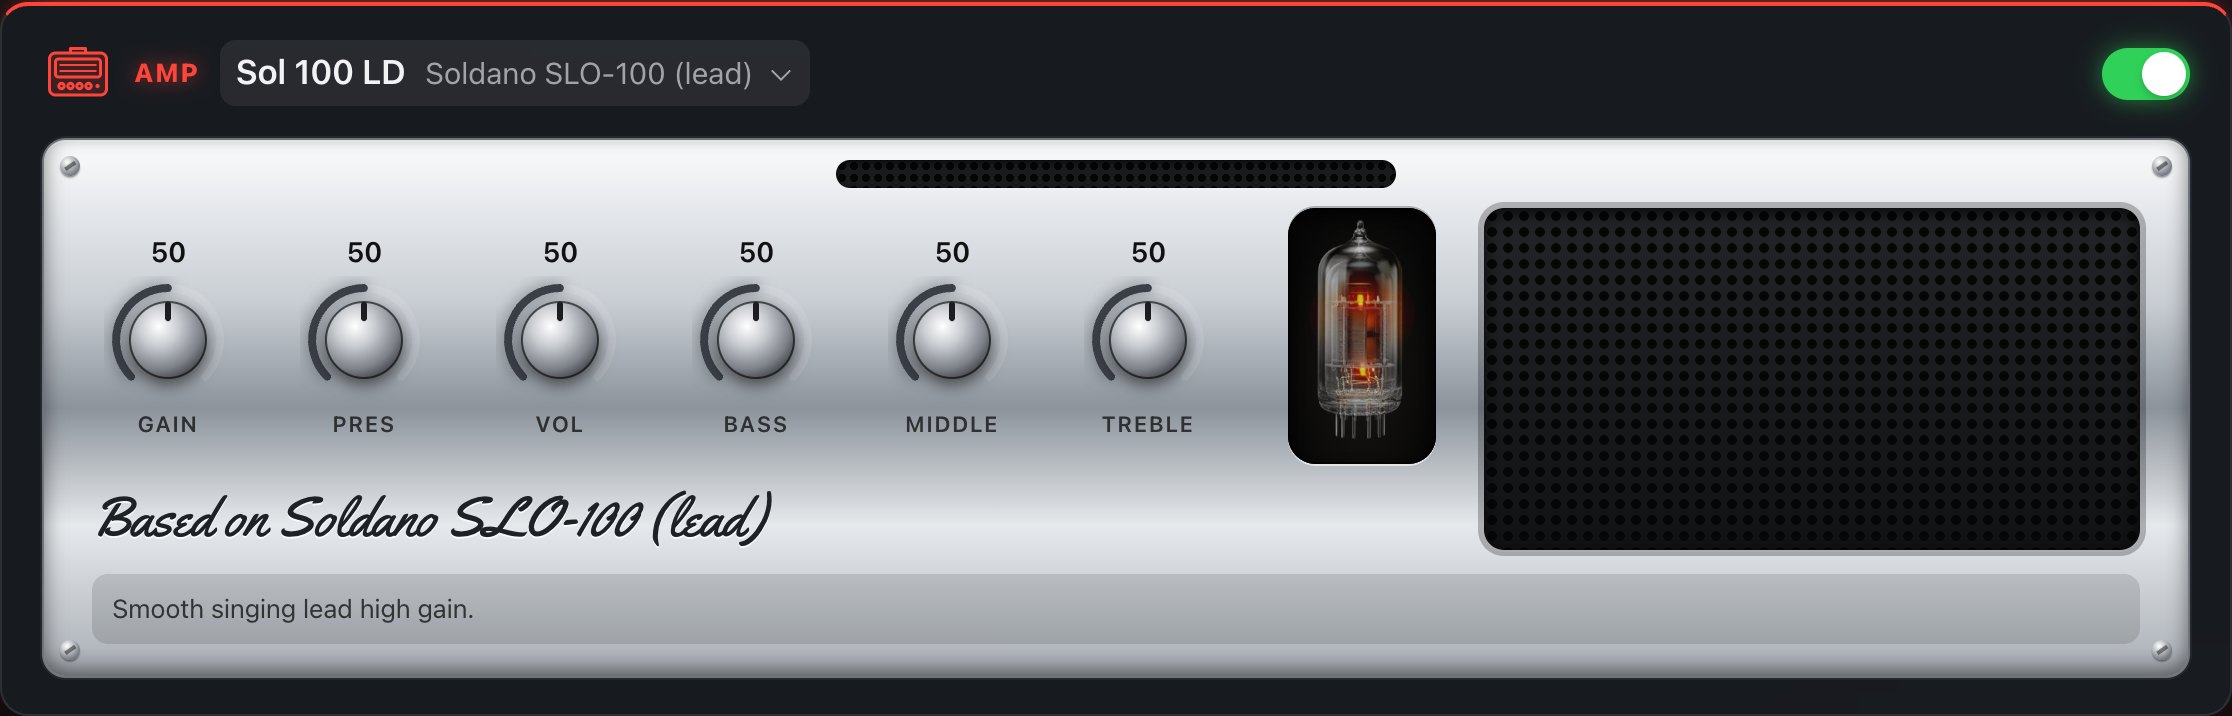 AMP Sol 100 LD Soldano SLO-100 (lead)
50 50 50 50 50 50
GAIN PRES VOL BASS MIDDLE TREBLE
Based on Soldano SLO-100 (lead)
Smooth singing lead high gain.